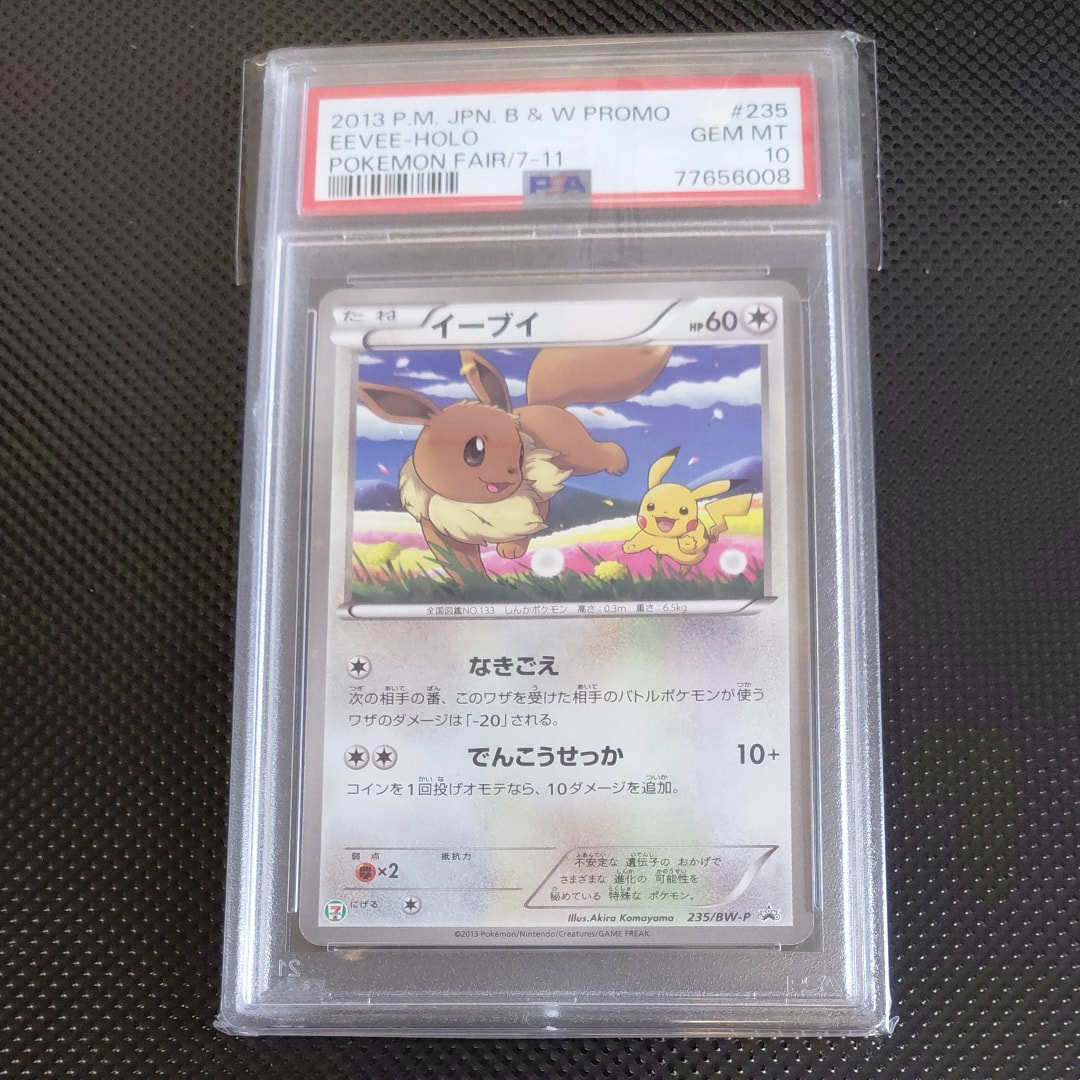 2013 P.M. JPN. B & W PROMO #235
EEVEE-HOLO GEM MT
POKEMON FAIR/7-11 10
PSA 77656008
たね イーブイ HP60
全国図鑑NO.133 しんかポケモン 高さ:0.3m 重さ:6.5kg
なきごえ
次の相手の番、このワザを受けた相手のバトルポケモンが使う
ワザのダメージは「-20」される。
でんこうせっか 10+
コインを1回投げオモテなら、10ダメージを追加。
弱点 抵抗力
×2
にげる
不安定な 遺伝子の おかげで
さまざまな 進化の 可能性を
秘めている 特殊な ポケモン。
Illus.Akira Komayama 235/BW-P
©2013 Pokémon/Nintendo/Creatures/GAME FREAK.